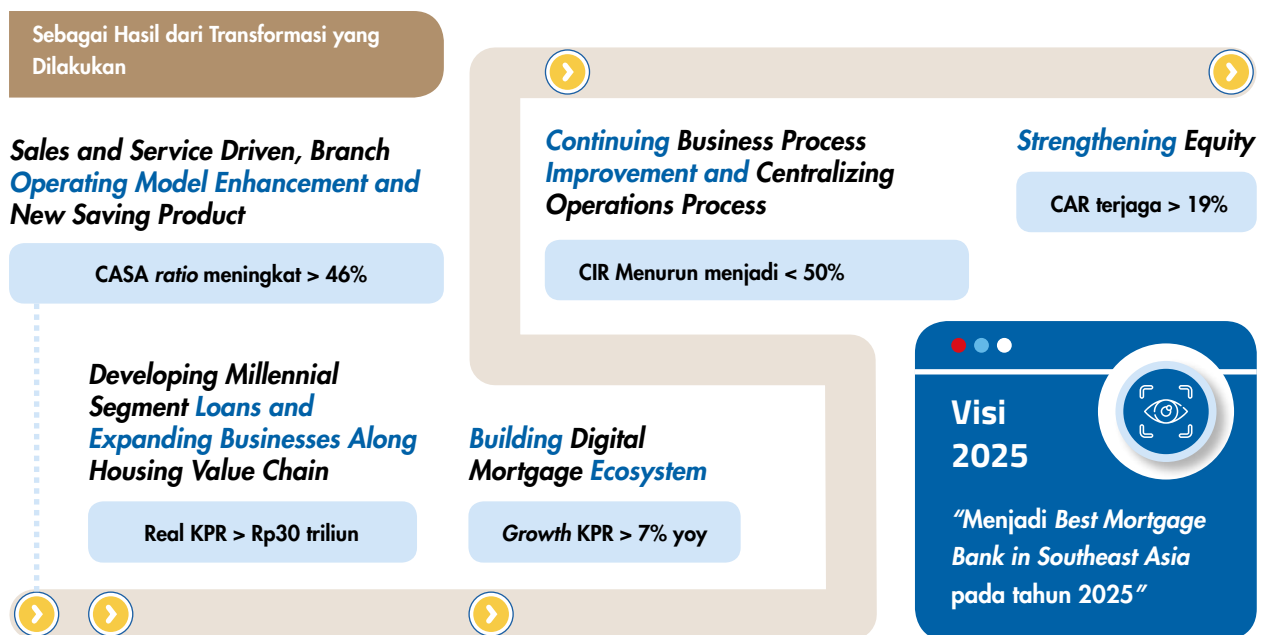 Sebagai Hasil dari Transformasi yang
Dilakukan
Sales and Service Driven, Branch
Operating Model Enhancement and
New Saving Product
CASA ratio meningkat > 46%
Developing Millennial
Segment Loans and
Expanding Businesses Along
Housing Value Chain
Real KPR > Rp30 triliun
Building Digital
Mortgage Ecosystem
Growth KPR > 7% yoy
Continuing Business Process
Improvement and Centralizing
Operations Process
CIR Menurun menjadi < 50%
Strengthening Equity
CAR terjaga > 19%
Visi
2025
"Menjadi Best Mortgage
Bank in Southeast Asia
pada tahun 2025"